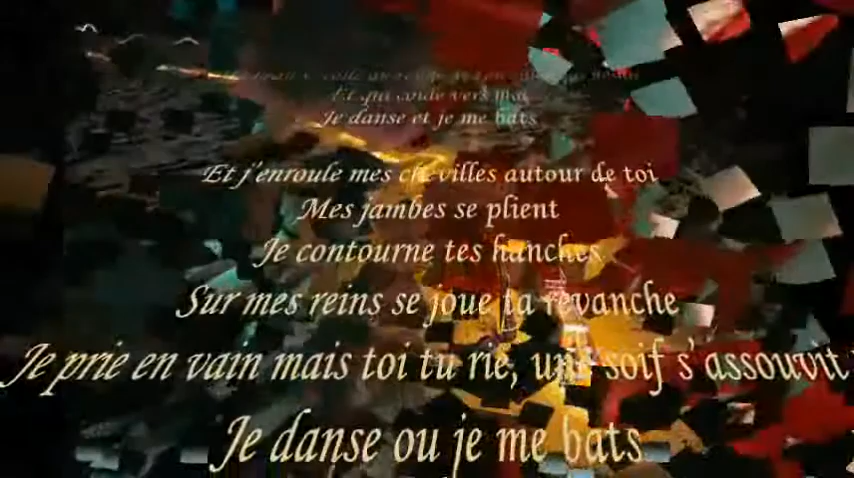 Et qui onde vers moi
Je danse et je me bats
Et j'enroule mes chevilles autour de toi
Mes jambes se plient
Je contourne tes hanches
Sur mes reins se joue ta revanche
Je prie en vain mais toi tu rie, une soif s'assouvit
Je danse ou je me bats